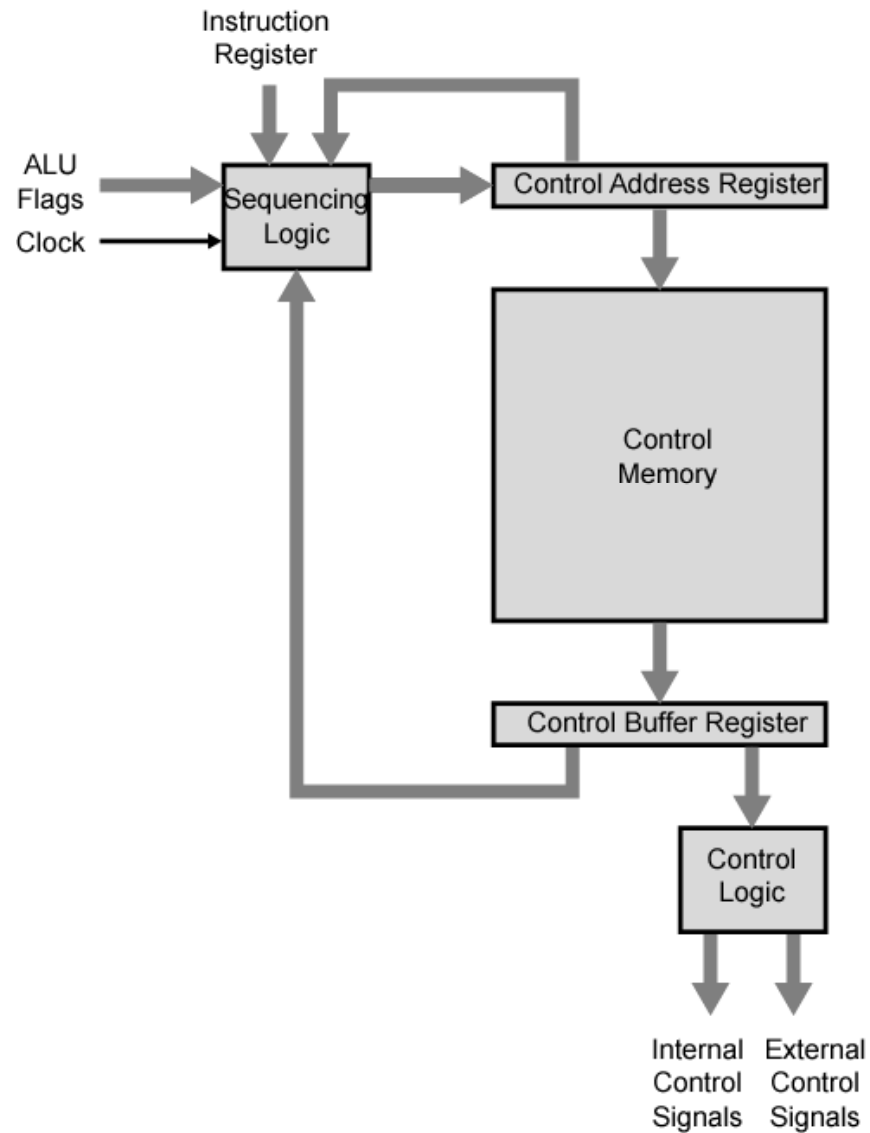 Instruction
Register
ALU
Flags
Clock
Sequencing
Logic
Control Address Register
Control
Memory
Control Buffer Register
Control
Logic
Internal
Control
Signals
External
Control
Signals